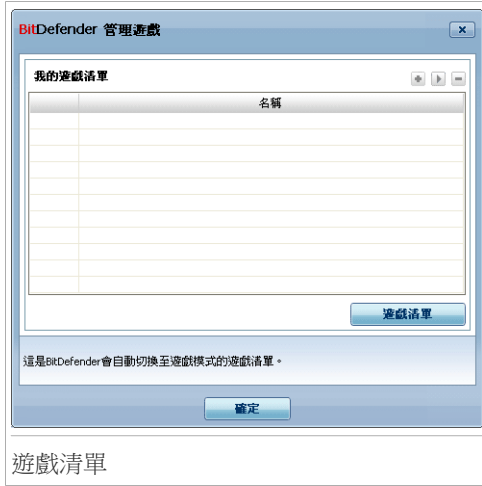 BitDefender 管理遊戲
我的遊戲清單
名稱
遊戲清單
這是BitDefender會自動切換至遊戲模式的遊戲清單。
確定
遊戲清單